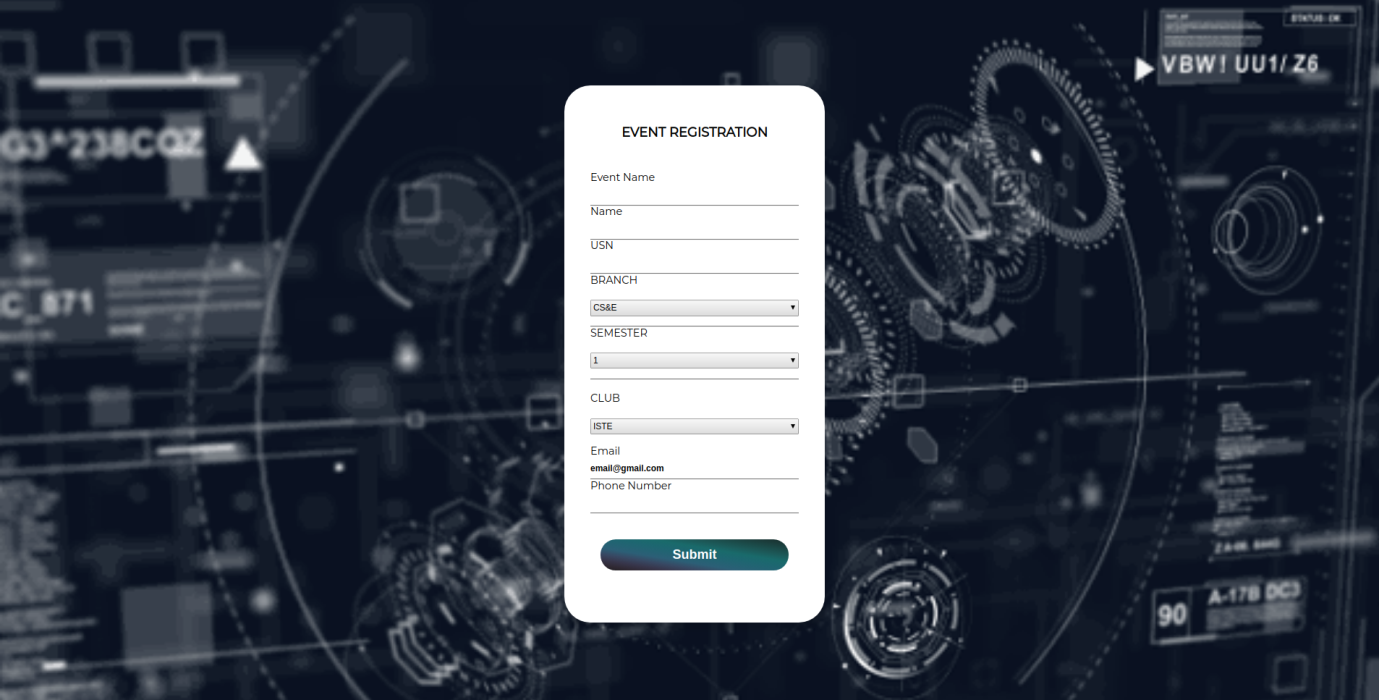 STATUS: OK
VBW! UU1/ Z6
G3^238CQZ
EVENT REGISTRATION
Event Name
Name
USN
BRANCH
C_871
CS&E
SEMESTER
1
CLUB
ISTE
Email
email@gmail.com
Phone Number
Submit
A-17B DC3
90